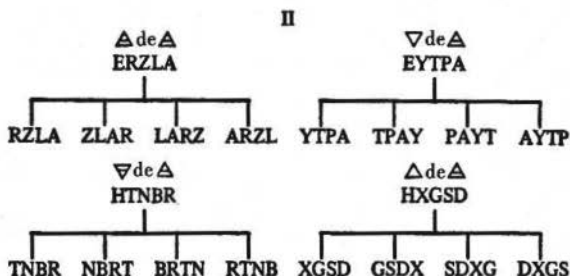 II
🜁 de 🜁 🜄 de 🜁
ERZLA EYTPA
RZLA ZLAR LARZ ARZL YTPA TPAY PAYT AYTP
🜃 de 🜁 🜂 de 🜁
HTNBR HXGSD
TNBR NBRT BRTN RTNB XGSD GSDX SDXG DXGS